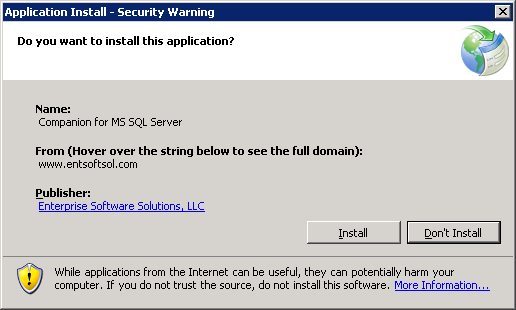 Application Install - Security Warning
Do you want to install this application?
Name:
Companion for MS SQL Server
From (Hover over the string below to see the full domain):
www.entsoftsol.com
Publisher:
Enterprise Software Solutions, LLC
Install
Don't Install
While applications from the Internet can be useful, they can potentially harm your
computer. If you do not trust the source, do not install this software. More Information...